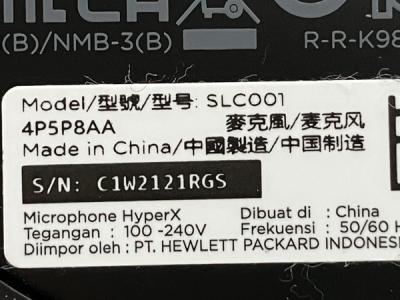 (B)/NMB-3(B) R-R-K98
Model/型號/型号: SLC001
4P5P8AA 麥克風/麦克风
Made in China/中國製造/中国制造
S/N: C1W2121RGS
Microphone HyperX Dibuat di : China
Tegangan : 100 -240V Frekuensi : 50/60 H
Diimpor oleh : PT. HEWLETT PACKARD INDONES